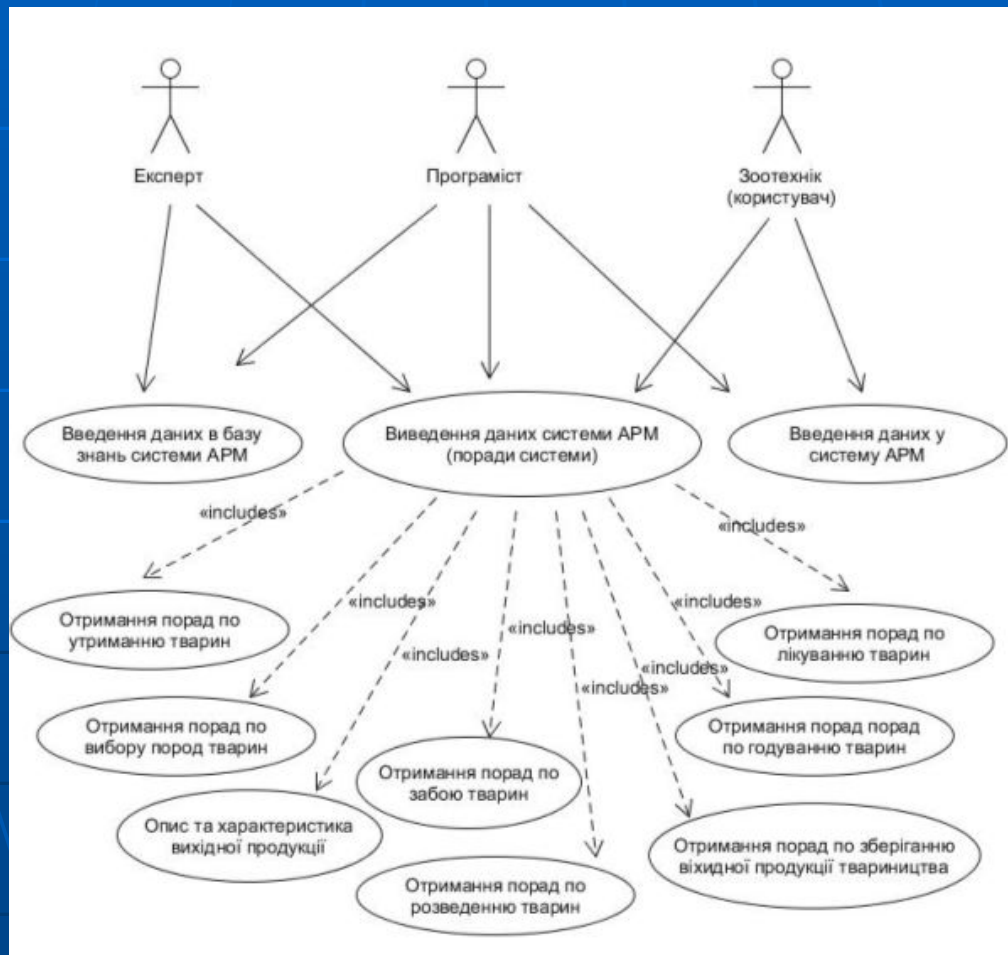 Експерт
Програміст
Зоотехнік
(користувач)
Введення даних в базу
знань системи АРМ
Виведення даних системи АРМ
(поради системи)
Введення даних у
систему АРМ
«includes»
«includes»
«includes»
«includes»
«includes»
«includes»
«includes»
«includes»
Отримання порад по
утриманню тварин
Отримання порад по
лікуванню тварин
Отримання порад по
вибору пород тварин
Отримання порад порад
по годуванню тварин
Отримання порад по
забою тварин
Опис та характеристика
вихідної продукції
Отримання порад по зберіганню
віхидної продукції твариництва
Отримання порад по
розведенню тварин